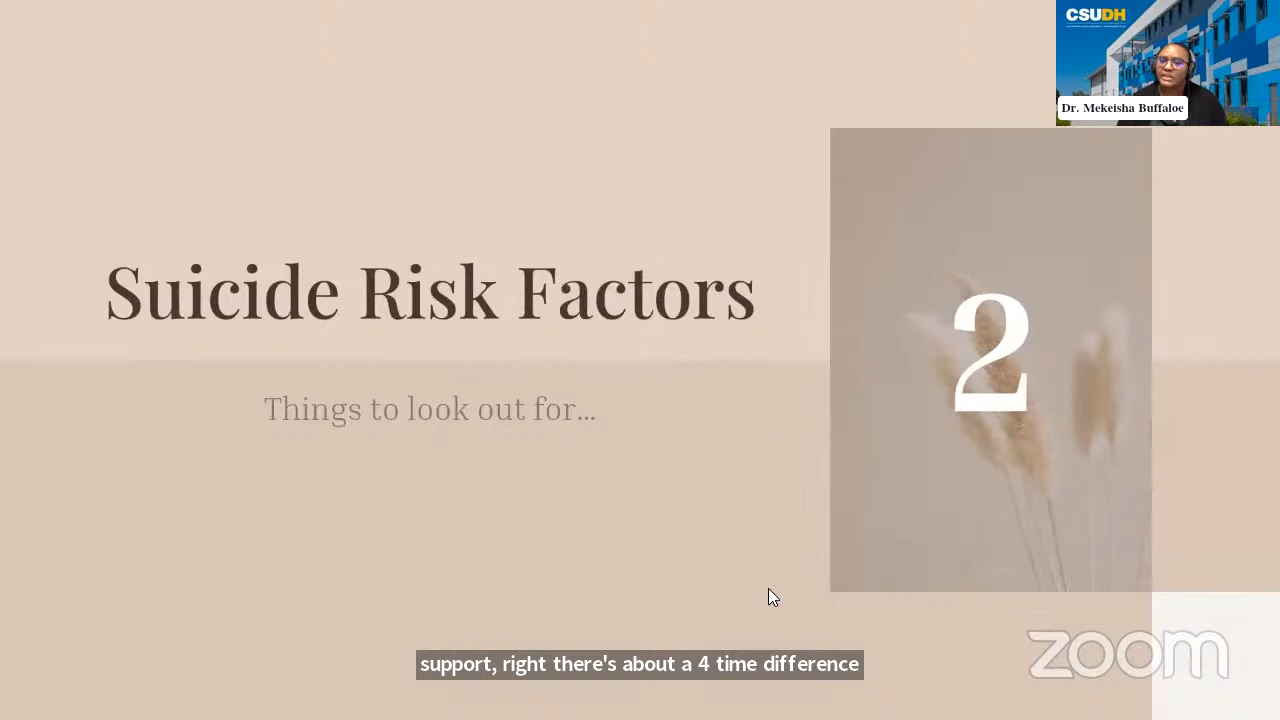 CSUDH
Dr. Mekeisha Buffaloe
Suicide Risk Factors
2
Things to look out for...
support, right there's about a 4 time difference
zoom